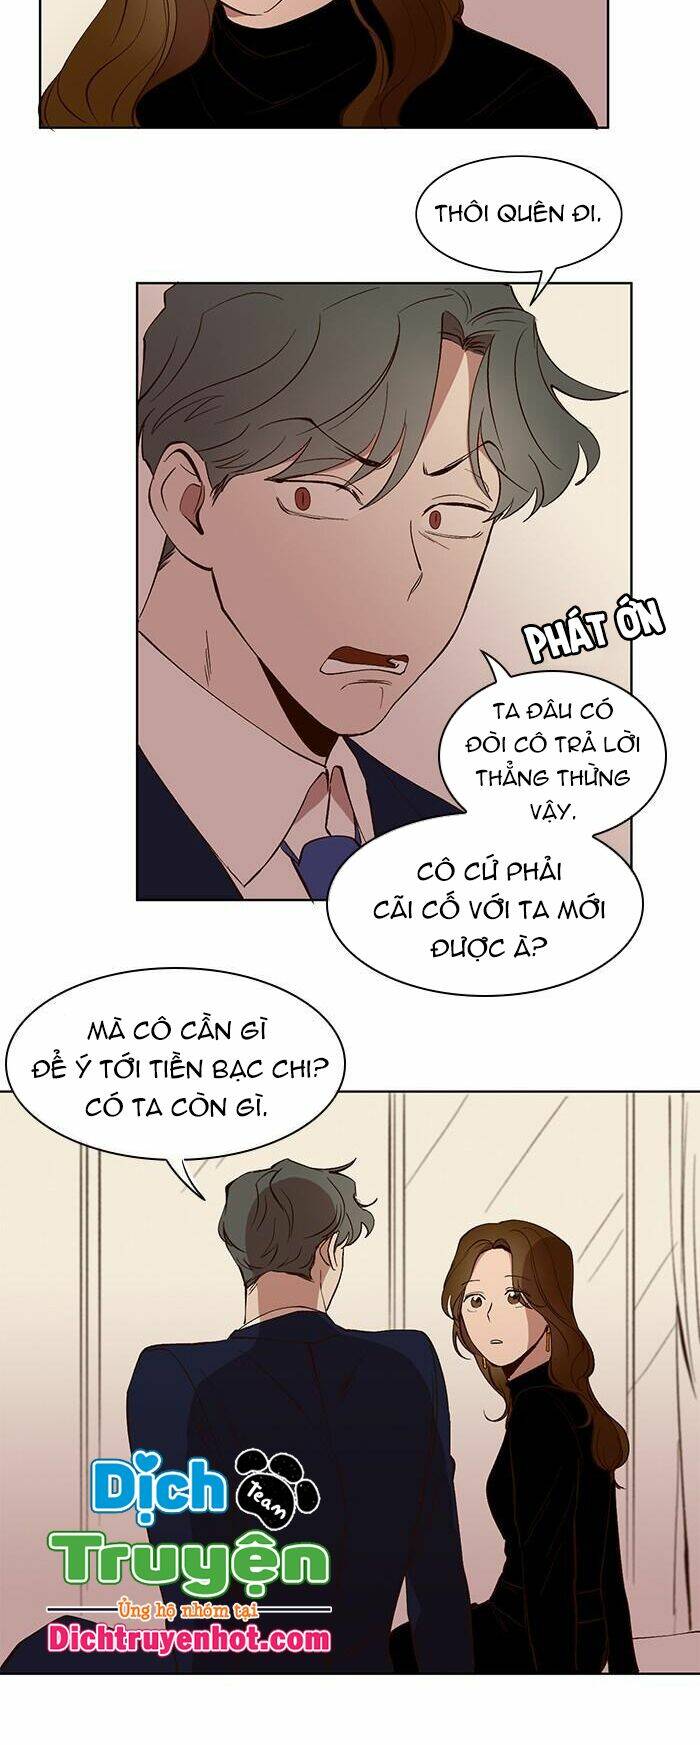 THÔI QUÊN ĐI.
PHÁT ỚN
TA ĐÂU CÓ
ĐÒI CÔ TRẢ LỜI
THẲNG THỪNG
VẬY.
CÔ CỨ PHẢI
CÃI CỐ VỚI TA MỚI
ĐƯỢC À?
MÀ CÔ CẦN GÌ
ĐỂ Ý TỚI TIỀN BẠC CHI?
CÓ TA CÒN GÌ.
Dịch
Team
Truyện
Ủng hộ nhóm tại
Dichtruyenhot.com